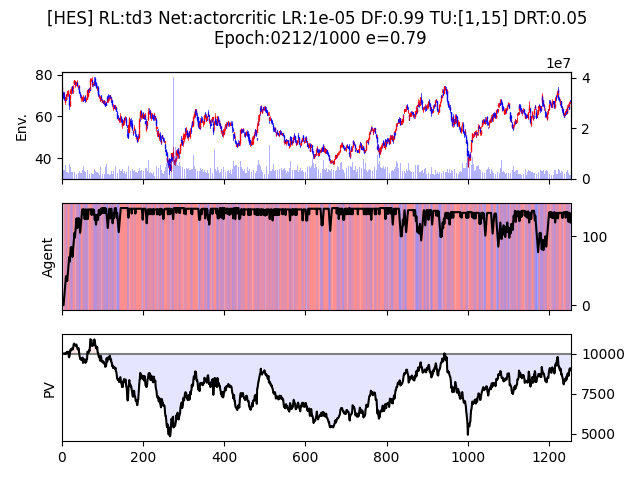 [HES] RL:td3 Net:actorcritic LR:1e-05 DF:0.99 TU:[1,15] DRT:0.05
Epoch:0212/1000 e=0.79
1e7
80
60
40
Env.
4
2
0
Agent
100
0
PV
10000
7500
5000
0 200 400 600 800 1000 1200